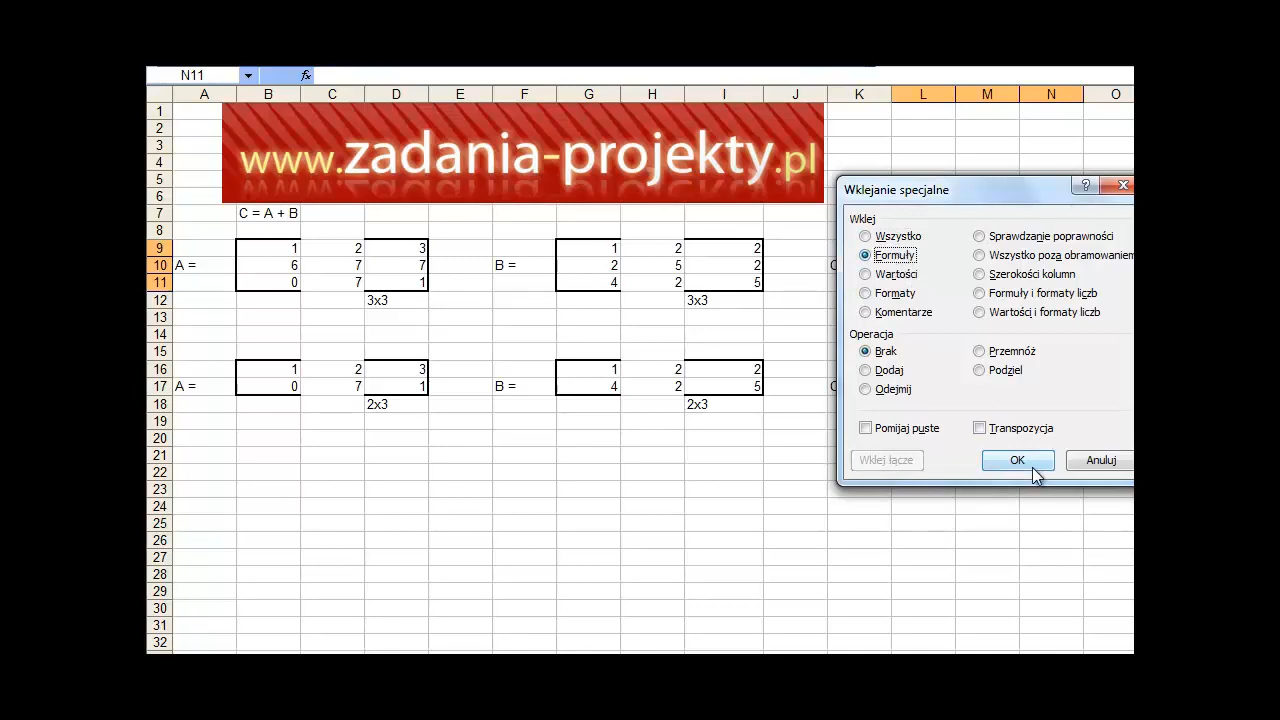 N11 fx
A B C D E F G H I J K L M N O
1
2
3
4 www.zadania-projekty.pl
5
6
7 C = A + B
8
9 1 2 3 1 2 2
10 A = 6 7 7 B = 2 5 2 C
11 0 7 1 4 2 5
12 3x3 3x3
13
14
15
16 1 2 3 1 2 2
17 A = 0 7 1 B = 4 2 5 C
18 2x3 2x3
19
20
21
22
23
24
25
26
27
28
29
30
31
32
Wklejanie specjalne
Wklej
Wszystko Sprawdzanie poprawności
Formuły Wszystko poza obramowaniem
Wartości Szerokości kolumn
Formaty Formuły i formaty liczb
Komentarze Wartości i formaty liczb
Operacja
Brak Przemnóż
Dodaj Podziel
Odejmij
Pomijaj puste Transpozycja
Wklej łącze OK Anuluj